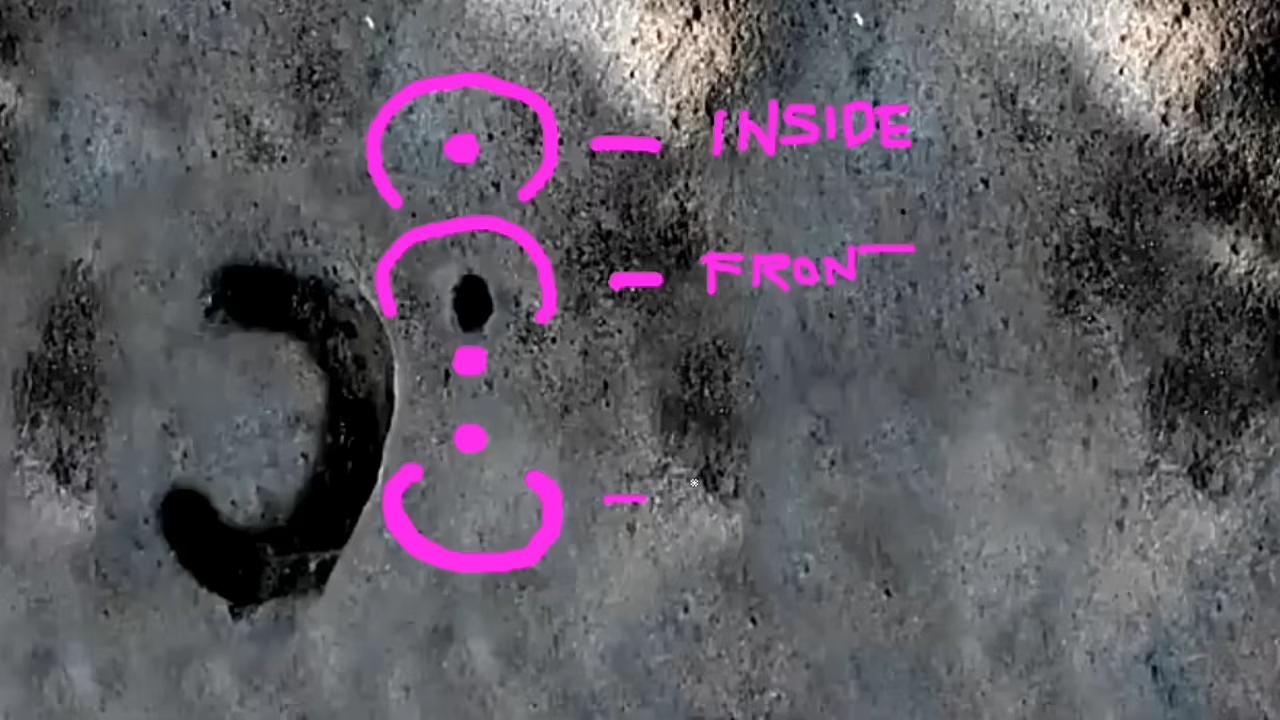 — INSIDE
— FRONT
—